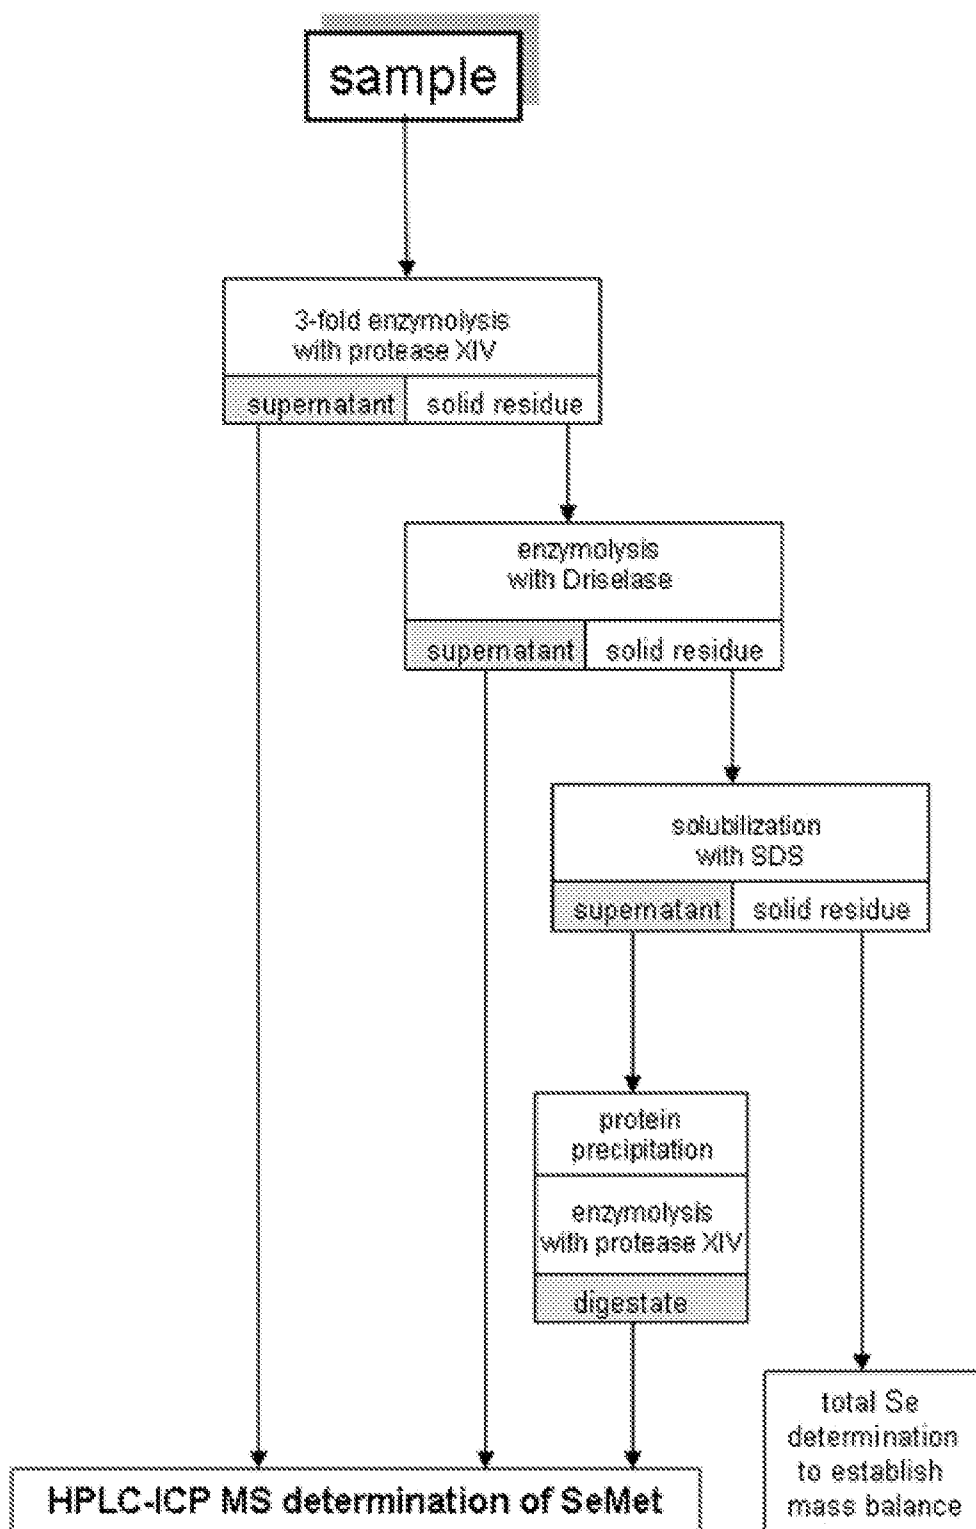 sample
3-fold enzymolysis
with protease XIV
supernatant solid residue
enzymolysis
with Driselase
supernatant solid residue
solubilization
with SDS
supernatant solid residue
protein
precipitation
enzymolysis
with protease XIV
digestate
total Se
determination
to establish
mass balance
HPLC-ICP MS determination of SeMet